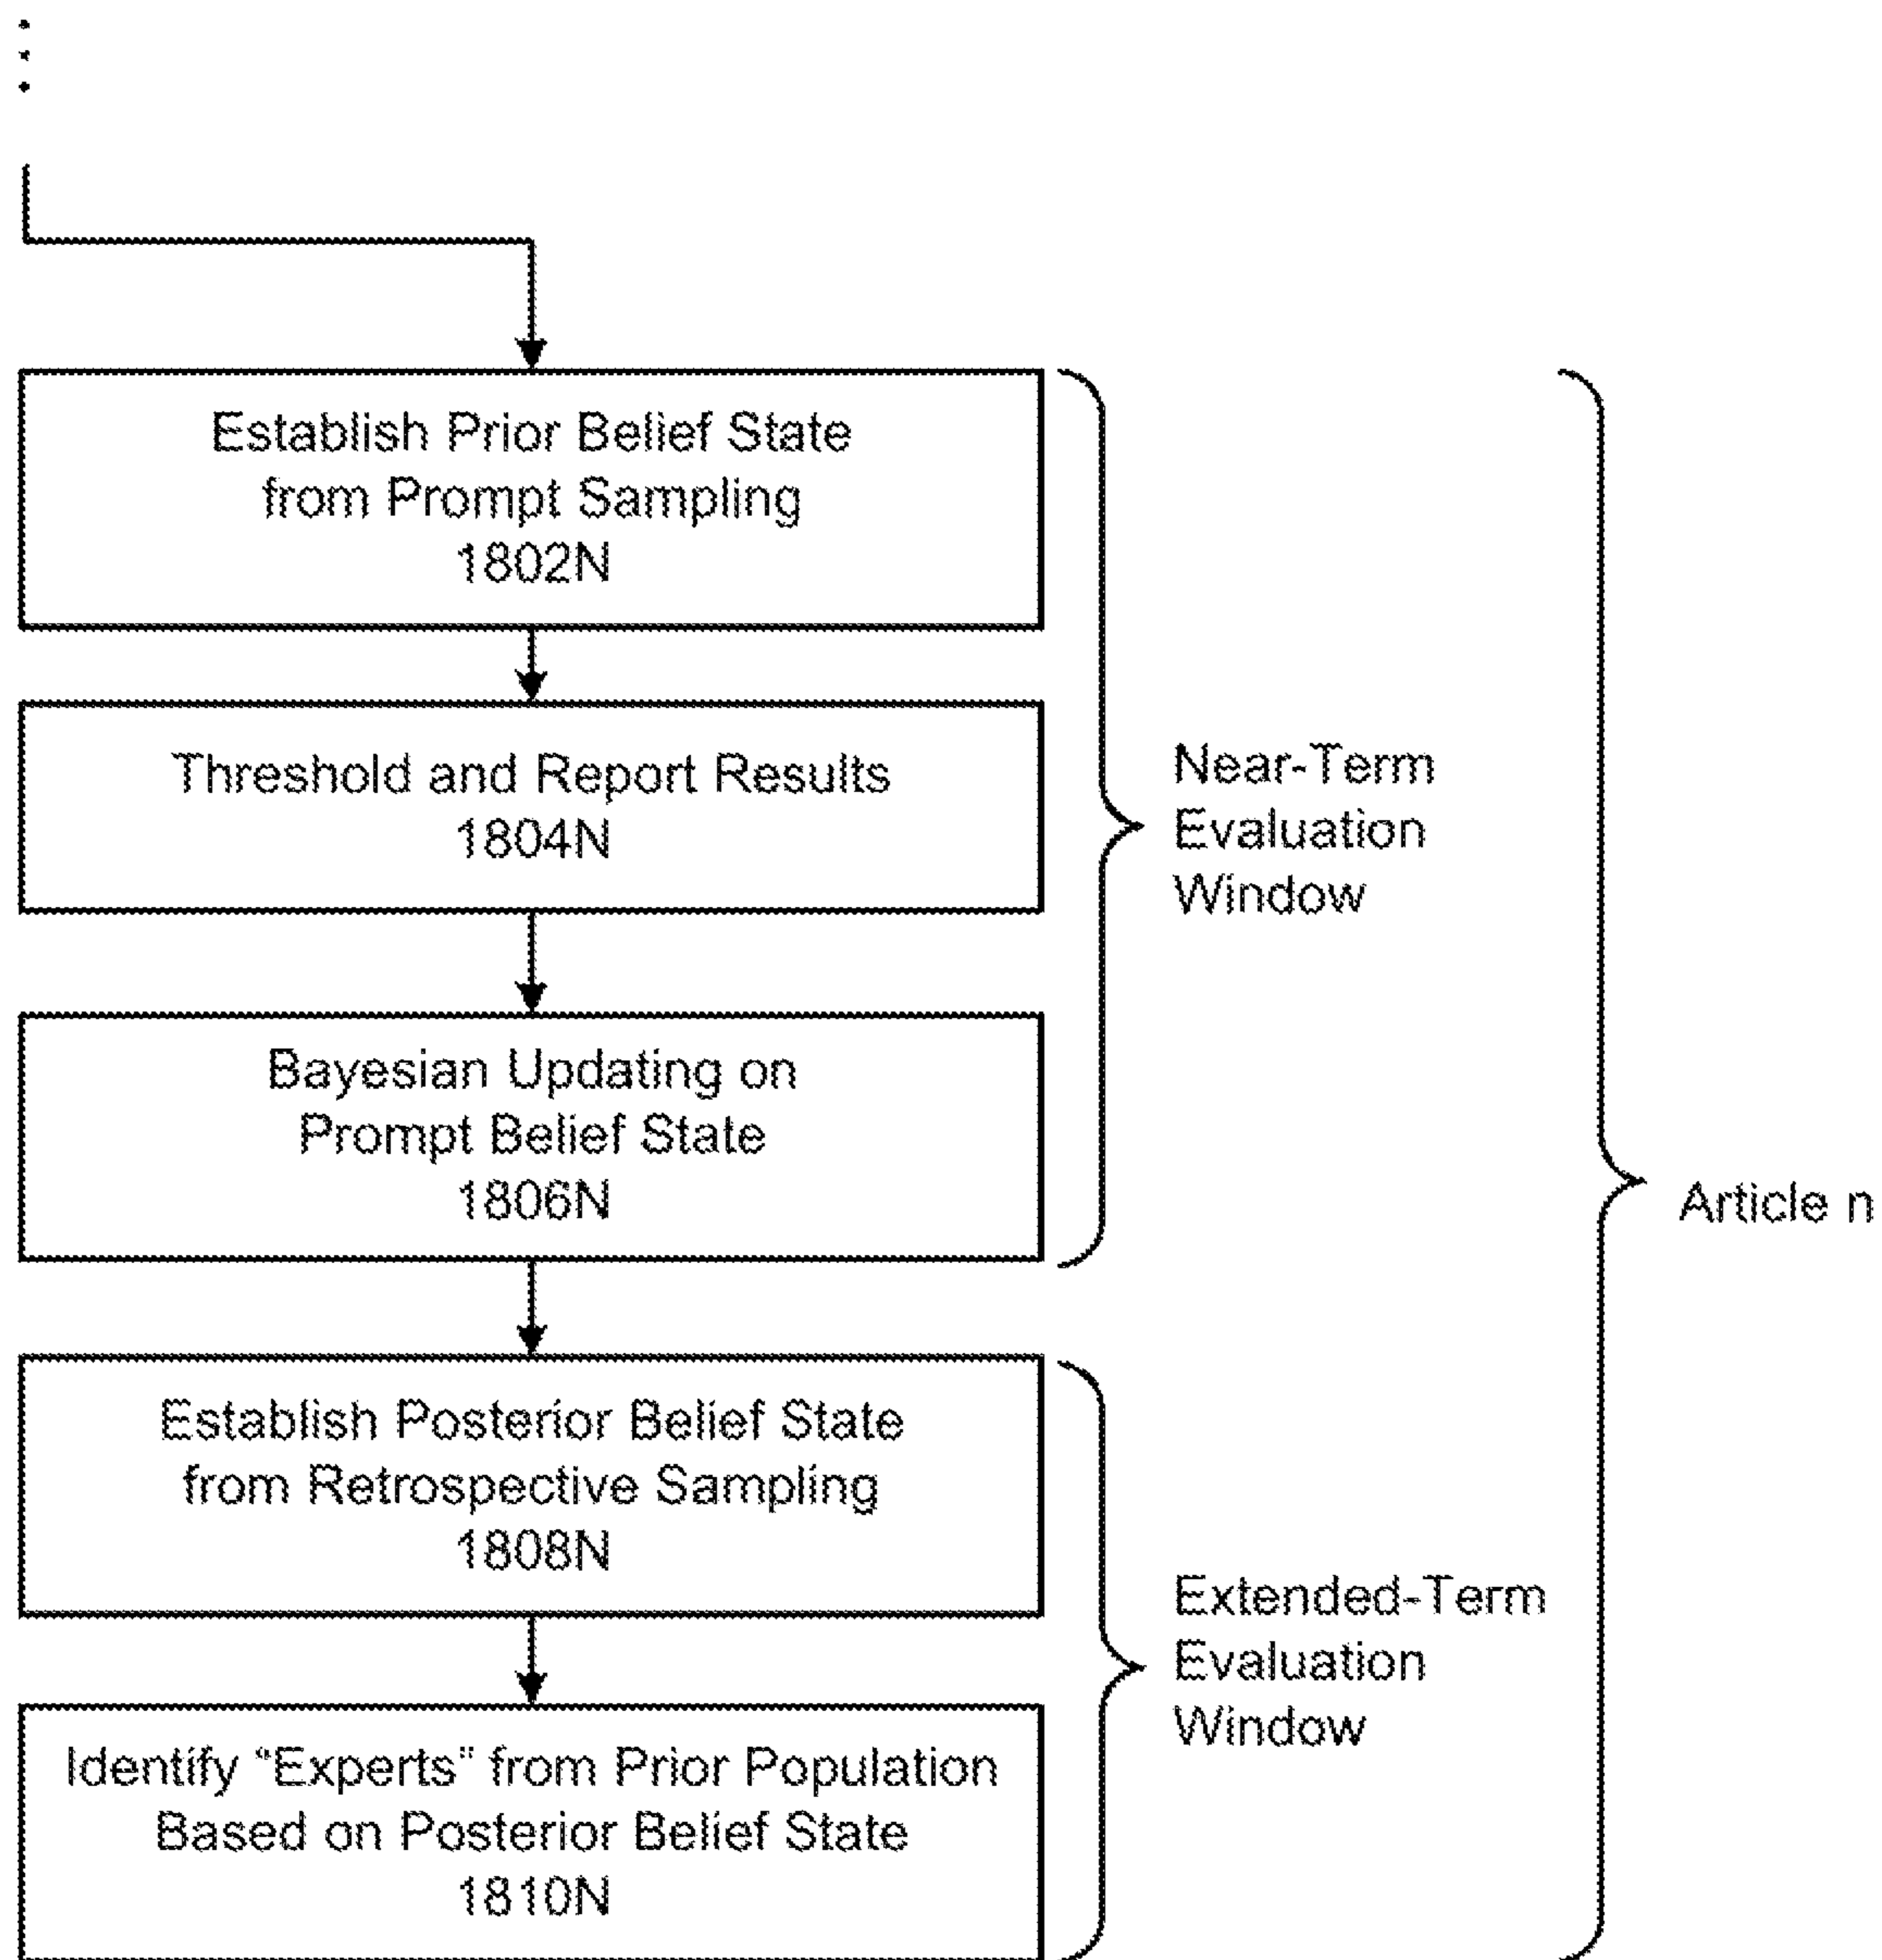 Establish Prior Belief State
from Prompt Sampling
1802N
Threshold and Report Results
1804N
Bayesian Updating on
Prompt Belief State
1806N
Near-Term
Evaluation
Window
Establish Posterior Belief State
from Retrospective Sampling
1808N
Identify “Experts” from Prior Population
Based on Posterior Belief State
1810N
Extended-Term
Evaluation
Window
Article n